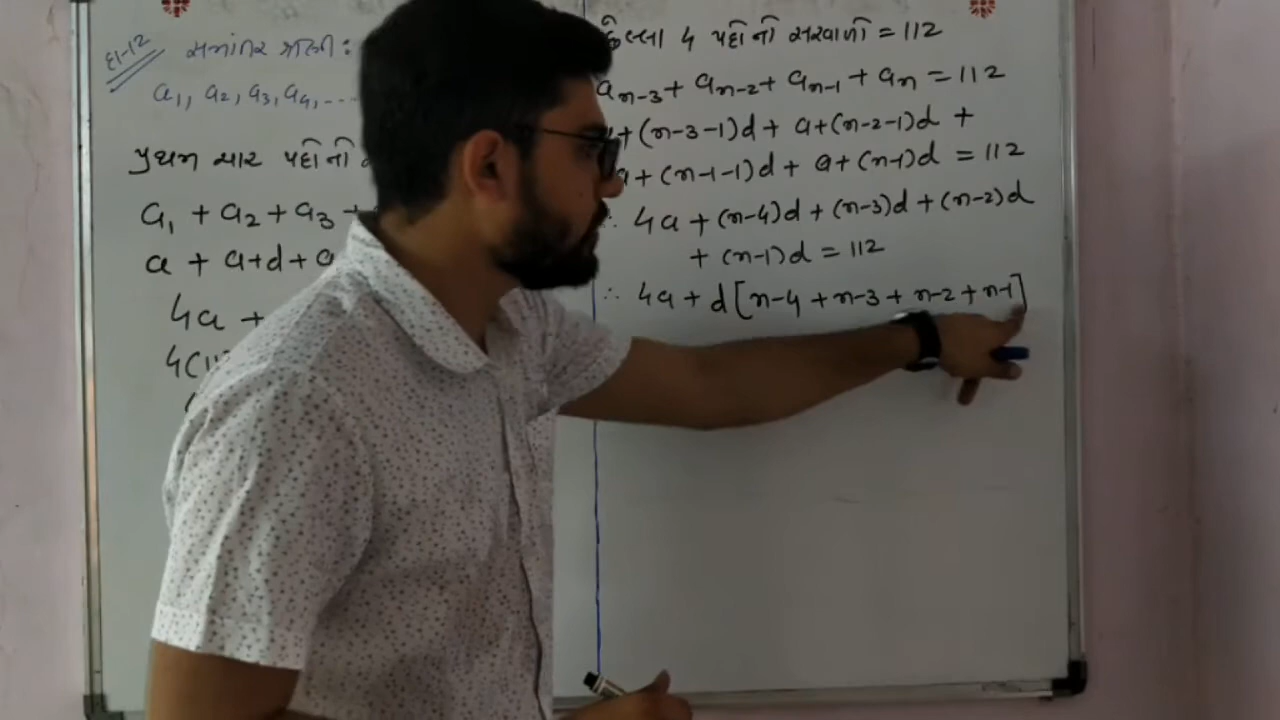 દા-12 સમાંતર શ્રેણી :
a₁, a₂, a₃, a₄, ...
પ્રથમ ચાર પદોનો
a₁ + a₂ + a₃ +
a + a+d + a
4a +
4(11
છેલ્લા 4 પદોનો સરવાળો = 112
aₙ₋₃ + aₙ₋₂ + aₙ₋₁ + aₙ = 112
+ (n-3-1)d + a+(n-2-1)d +
a + (n-1-1)d + a+(n-1)d = 112
∴ 4a + (n-4)d + (n-3)d + (n-2)d
+ (n-1)d = 112
∴ 4a + d[n-4 + n-3 + n-2 + n-1]